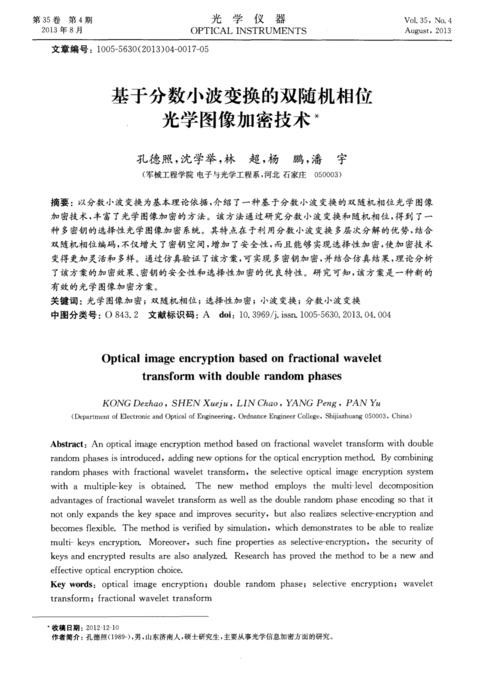 第35卷 第4期
光 学 仪 器
Vol. 35, No. 4
2013年8月
OPTICAL INSTRUMENTS
August, 2013
文章编号: 1005-5630(2013)04-0017-05
基于分数小波变换的双随机相位
光学图像加密技术*
孔德照,沈学举,林 超,杨 鹏,潘 宇
(军械工程学院 电子与光学工程系,河北 石家庄 050003)
摘要: 以分数小波变换为基本理论依据,介绍了一种基于分数小波变换的双随机相位光学图像
加密技术,丰富了光学图像加密的方法。该方法通过研究分数小波变换和随机相位,得到了一
种多密钥的选择性光学图像加密系统。其特点在于利用分数小波变换多层次分解的优势,结合
双随机相位编码,不仅增大了密钥空间,增加了安全性,而且能够实现选择性加密,使加密技术
变得更加灵活和多样。通过仿真验证了该方案,可实现多密钥加密,并结合仿真结果,理论分析
了该方案的加密效果、密钥的安全性和选择性加密的优良特性。研究可知,该方案是一种新的
有效的光学图像加密方案。
关键词: 光学图像加密; 双随机相位; 选择性加密; 小波变换; 分数小波变换
中图分类号: O 843.2 文献标识码: A doi: 10.3969/j.issn.1005-5630.2013.04.004
Optical image encryption based on fractional wavelet
transform with double random phases
KONG Dezhao, SHEN Xueju, LIN Chao, YANG Peng, PAN Yu
(Department of Electronic and Optical of Engineering, Ordnance Engineer College, Shijiazhuang 050003, China)
Abstract: An optical image encryption method based on fractional wavelet transform with double
random phases is introduced, adding new options for the optical encryption method. By combining
random phases with fractional wavelet transform, the selective optical image encryption system
with a multiple-key is obtained. The new method employs the multi-level decomposition
advantages of fractional wavelet transform as well as the double random phase encoding so that it
not only expands the key space and improves security, but also realizes selective-encryption and
becomes flexible. The method is verified by simulation, which demonstrates to be able to realize
multi- keys encryption. Moreover, such fine properties as selective-encryption, the security of
keys and encrypted results are also analyzed. Research has proved the method to be a new and
effective optical encryption choice.
Key words: optical image encryption; double random phase; selective encryption; wavelet
transform; fractional wavelet transform
* 收稿日期: 2012-12-10
作者简介: 孔德照(1989-),男,山东济南人,硕士研究生,主要从事光学信息加密方面的研究。